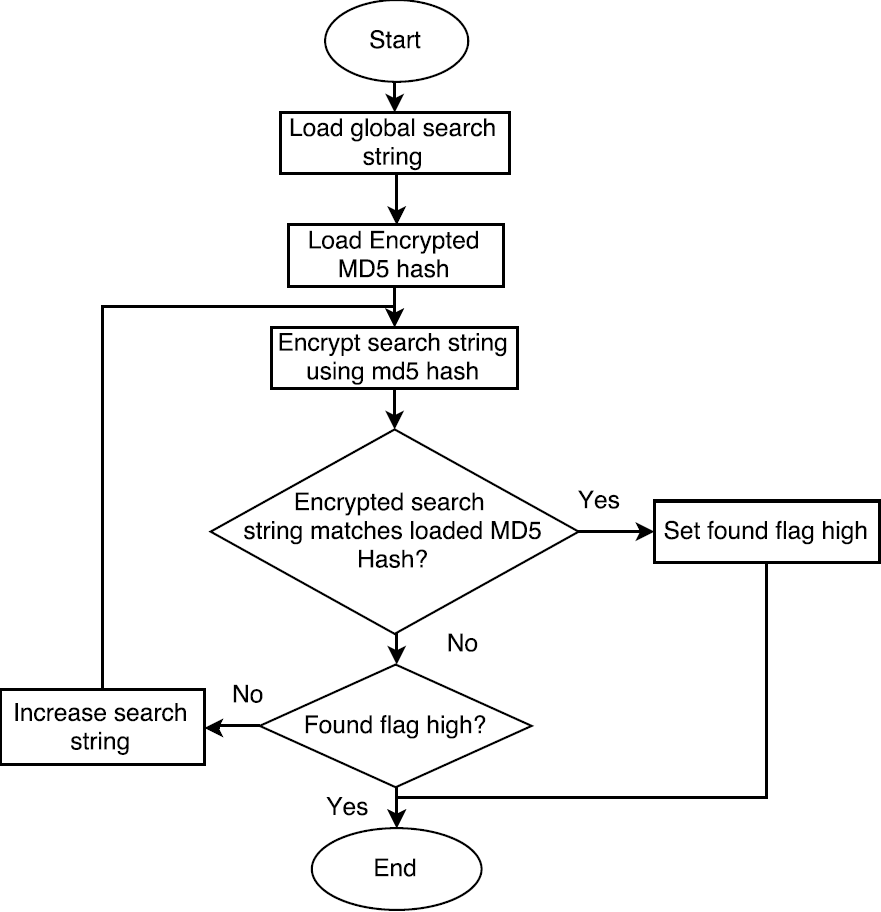 Start
Load global search
string
Load Encrypted
MD5 hash
Encrypt search string
using md5 hash
Encrypted search
string matches loaded MD5
Hash?
Yes
Set found flag high
No
Found flag high?
No
Increase search
string
Yes
End